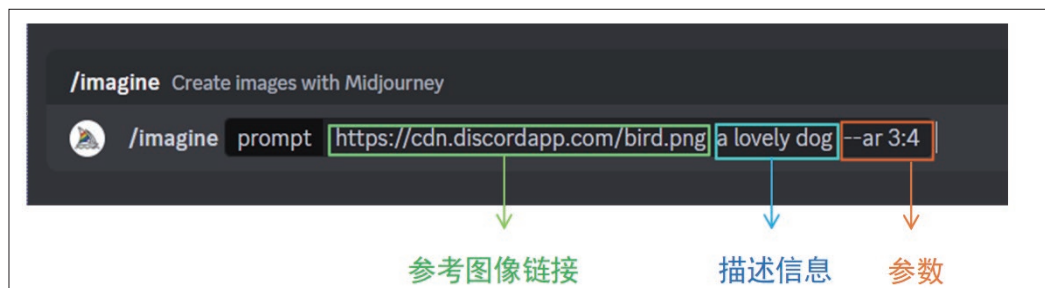 /imagine Create images with Midjourney
/imagine prompt https://cdn.discordapp.com/bird.png a lovely dog --ar 3:4
参考图像链接 描述信息 参数